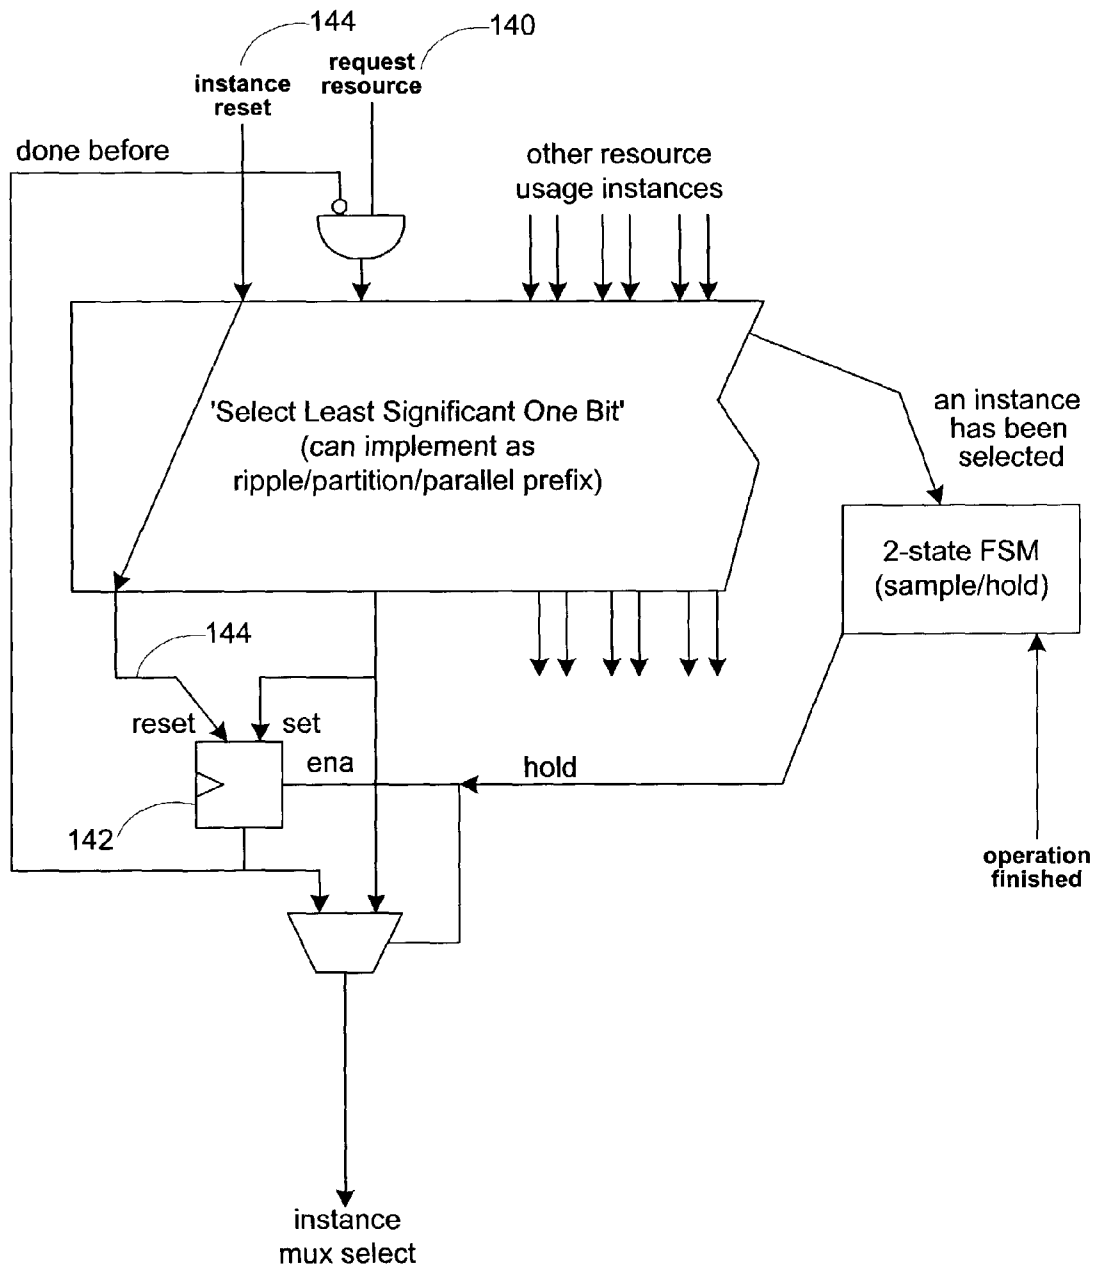 144
140
instance
reset
request
resource
done before
other resource
usage instances
'Select Least Significant One Bit'
(can implement as
ripple/partition/parallel prefix)
an instance
has been
selected
2-state FSM
(sample/hold)
144
reset
set
ena
hold
142
operation
finished
instance
mux select